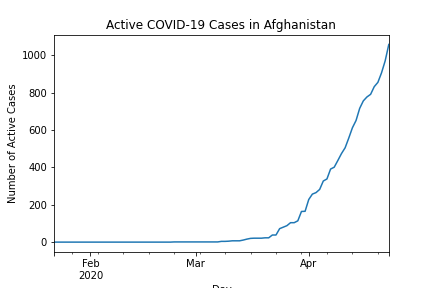 Active COVID-19 Cases in Afghanistan
Number of Active Cases
1000
800
600
400
200
0
Feb
2020
Mar
Apr